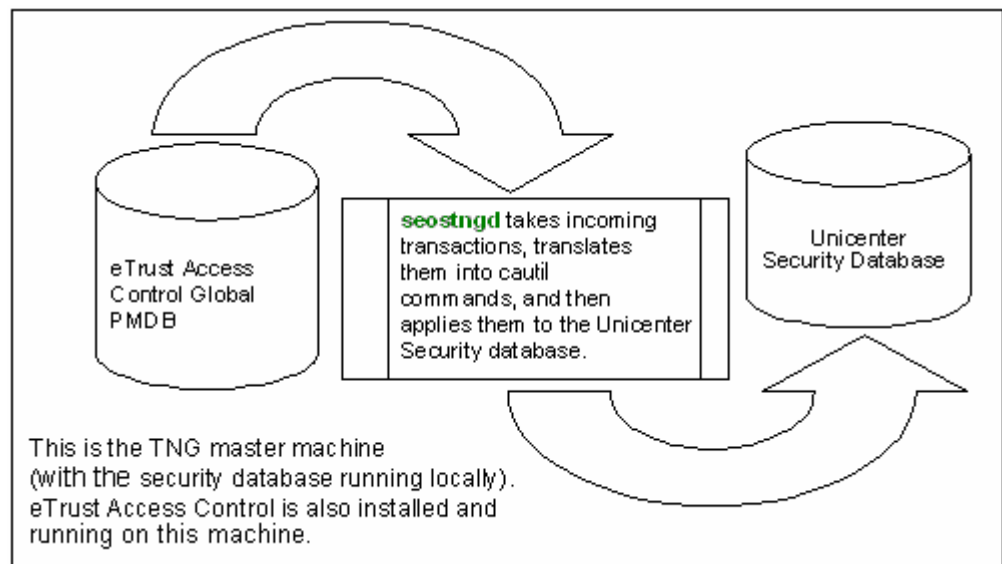 eTrust Access
Control Global
PMDB
seostngd takes incoming
transactions, translates
them into cautil
commands, and then
applies them to the Unicenter
Security database.
Unicenter
Security Database
This is the TNG master machine
(with the security database running locally).
eTrust Access Control is also installed and
running on this machine.